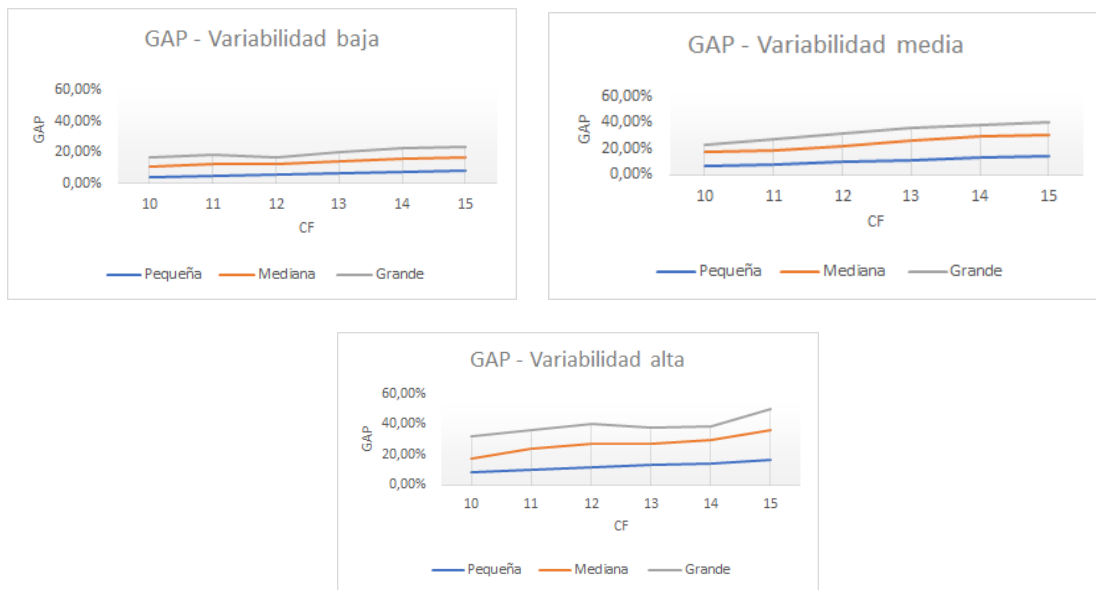 GAP - Variabilidad baja
60,00%
40,00%
20,00%
0,00%
GAP
10 11 12 13 14 15
CF
Pequeña Mediana Grande
GAP - Variabilidad media
60,00%
40,00%
20,00%
0,00%
GAP
10 11 12 13 14 15
CF
Pequeña Mediana Grande
GAP - Variabilidad alta
60,00%
40,00%
20,00%
0,00%
GAP
10 11 12 13 14 15
CF
Pequeña Mediana Grande